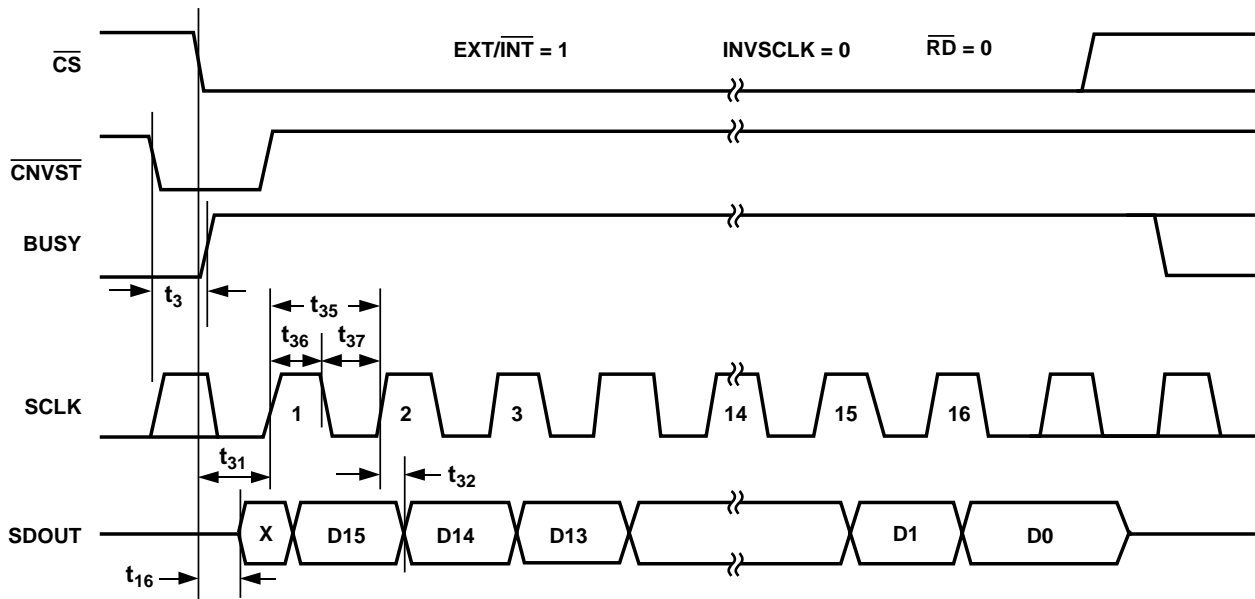 EXT/INT = 1 INVSCLK = 0 RD = 0
CS
CNVST
BUSY
t3
t35
t36 t37
SCLK 1 2 3 14 15 16
t31
t32
SDOUT X D15 D14 D13 D1 D0
t16